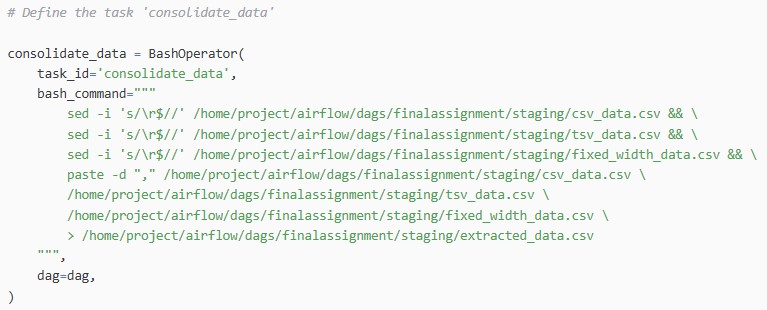 # Define the task 'consolidate_data'
consolidate_data = BashOperator(
    task_id='consolidate_data',
    bash_command="""
        sed -i 's/\r$//' /home/project/airflow/dags/finalassignment/staging/csv_data.csv && \
        sed -i 's/\r$//' /home/project/airflow/dags/finalassignment/staging/tsv_data.csv && \
        sed -i 's/\r$//' /home/project/airflow/dags/finalassignment/staging/fixed_width_data.csv && \
        paste -d "," /home/project/airflow/dags/finalassignment/staging/csv_data.csv \
        /home/project/airflow/dags/finalassignment/staging/tsv_data.csv \
        /home/project/airflow/dags/finalassignment/staging/fixed_width_data.csv \
        > /home/project/airflow/dags/finalassignment/staging/extracted_data.csv
    """,
    dag=dag,
)